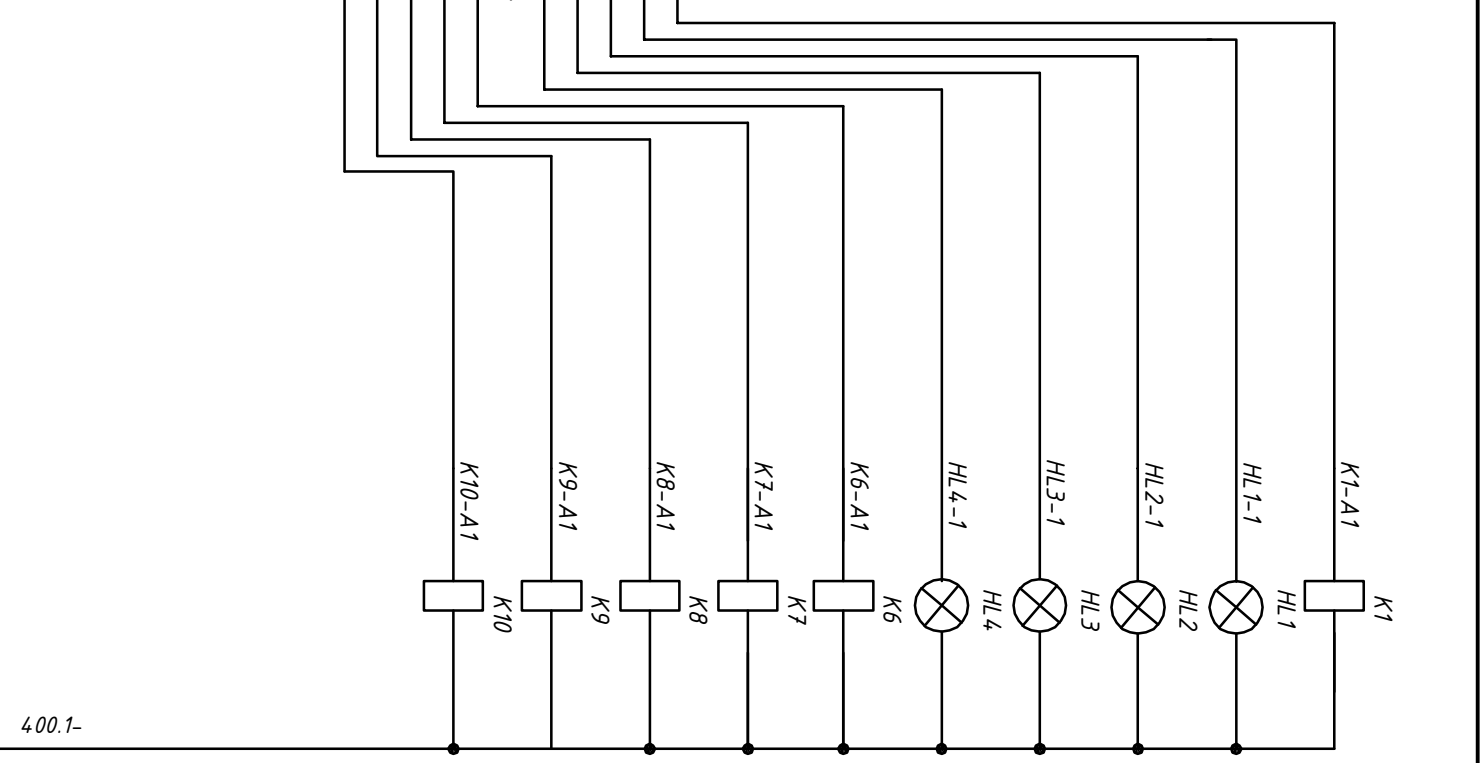 K10-A1
K9-A1
K8-A1
K7-A1
K6-A1
HL4-1
HL3-1
HL2-1
HL1-1
K1-A1
K10
K9
K8
K7
K6
HL4
HL3
HL2
HL1
K1
400.1-